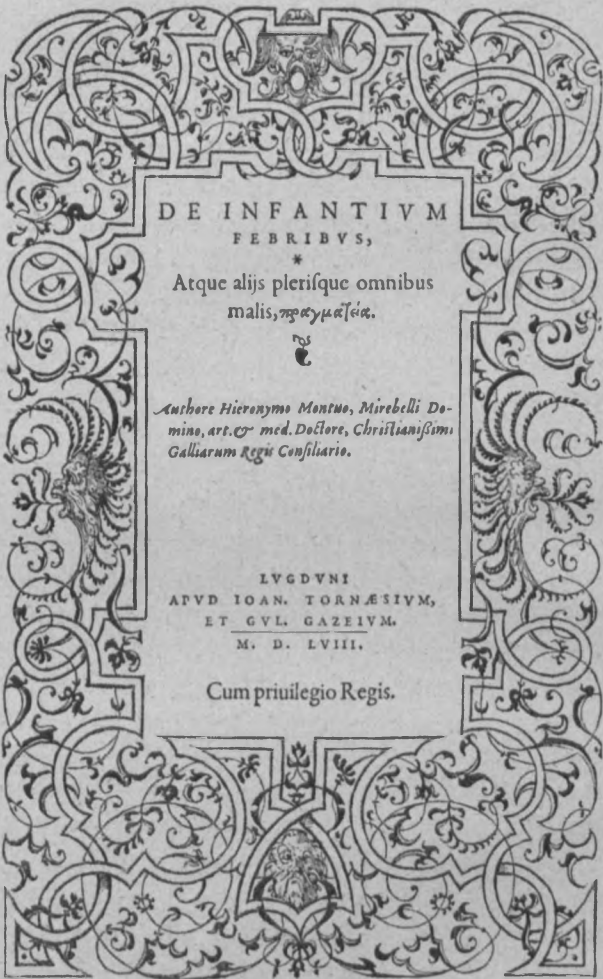 DE INFANTIVM
FEBRIBVS,
*
Atque alijs pleriſque omnibus
malis, πραγματεία.
Authore Hieronymo Montuo, Mirebelli Do-
mino, art. & med. Doctore, Chriſtianißimi
Galliarum Regis Conſiliario.
LVGDVNI
APVD IOAN. TORNÆSIVM,
ET GVL. GAZEIVM.
M. D. LVIII.
Cum priuilegio Regis.